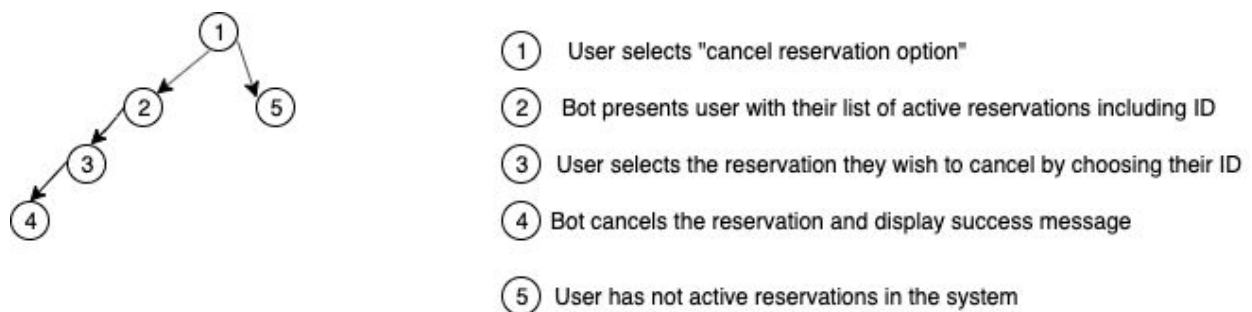 1
2
5
3
4
1 User selects "cancel reservation option"
2 Bot presents user with their list of active reservations including ID
3 User selects the reservation they wish to cancel by choosing their ID
4 Bot cancels the reservation and display success message
5 User has not active reservations in the system